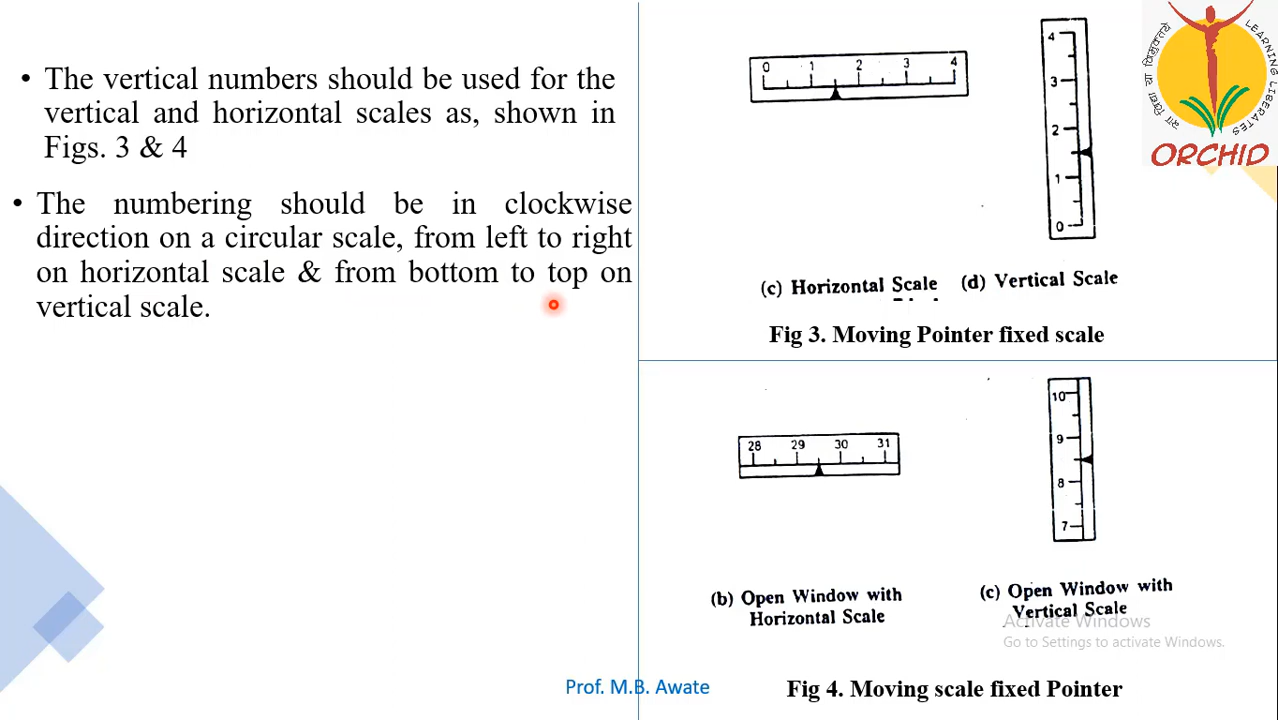 • The vertical numbers should be used for the
vertical and horizontal scales as, shown in
Figs. 3 & 4
• The numbering should be in clockwise
direction on a circular scale, from left to right
on horizontal scale & from bottom to top on
vertical scale.
0 1 2 3 4
4
3
2
1
0
(c) Horizontal Scale
(d) Vertical Scale
Fig 3. Moving Pointer fixed scale
28 29 30 31
10
9
8
7
(b) Open Window with
Horizontal Scale
(c) Open Window with
Vertical Scale
Fig 4. Moving scale fixed Pointer
Activate Windows
Go to Settings to activate Windows.
Prof. M.B. Awate
सा विद्या या विमुक्तये
LEARNING LIBERATES
ORCHID